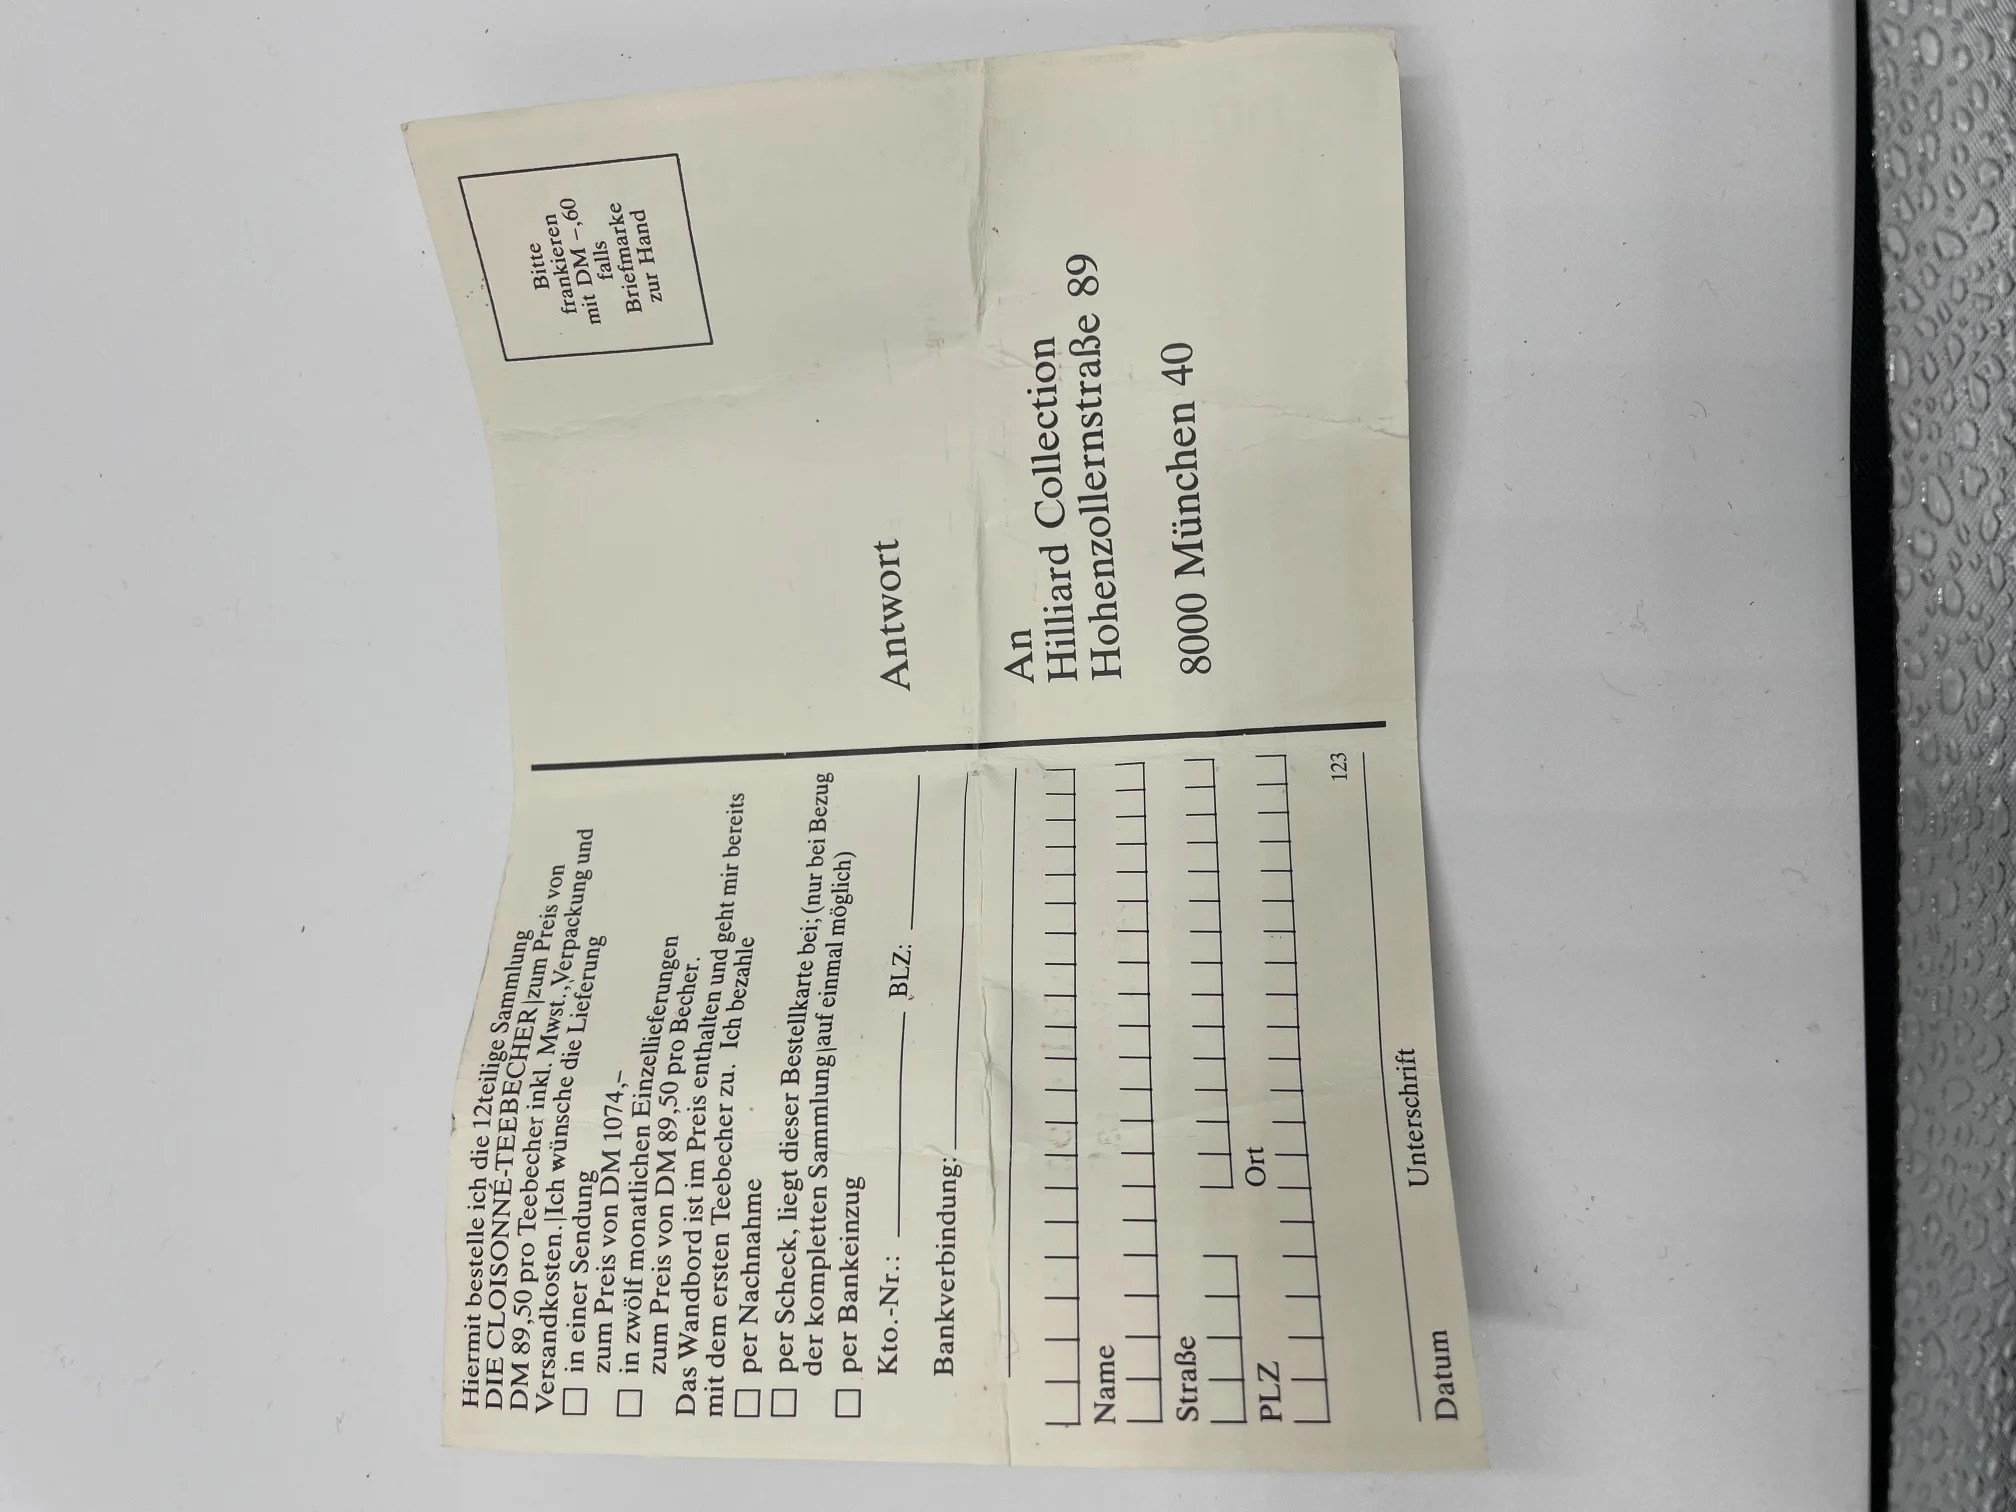 Hiermit bestelle ich die 12teilige Sammlung
DIE CLOISONNÉ-TEEBECHER zum Preis von
DM 89,50 pro Teebecher inkl. Mwst., Verpackung und
Versandkosten. Ich wünsche die Lieferung
in einer Sendung
zum Preis von DM 1074,–
in zwölf monatlichen Einzellieferungen
zum Preis von DM 89,50 pro Becher.
Das Wandbord ist im Preis enthalten und geht mir bereits
mit dem ersten Teebecher zu. Ich bezahle
per Nachnahme
per Scheck, liegt dieser Bestellkarte bei; (nur bei Bezug
der kompletten Sammlung auf einmal möglich)
per Bankeinzug
Kto.-Nr.: BLZ:
Bankverbindung:
Name
Straße
PLZ Ort
123
Datum Unterschrift
Bitte
frankieren
mit DM –,60
falls
Briefmarke
zur Hand
Antwort
An
Hilliard Collection
Hohenzollernstraße 89
8000 München 40